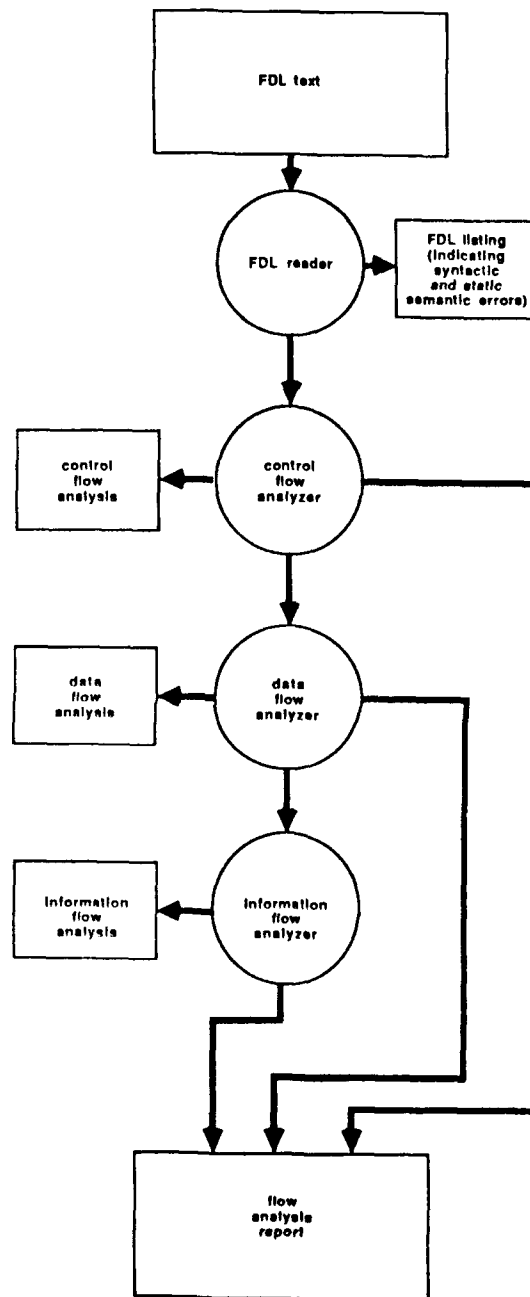 FDL text
FDL reader
FDL listing
(Indicating
syntactic
and static
semantic errors)
control
flow
analysis
control
flow
analyzer
data
flow
analysis
data
flow
analyzer
Information
flow
analysis
Information
flow
analyzer
flow
analysis
report